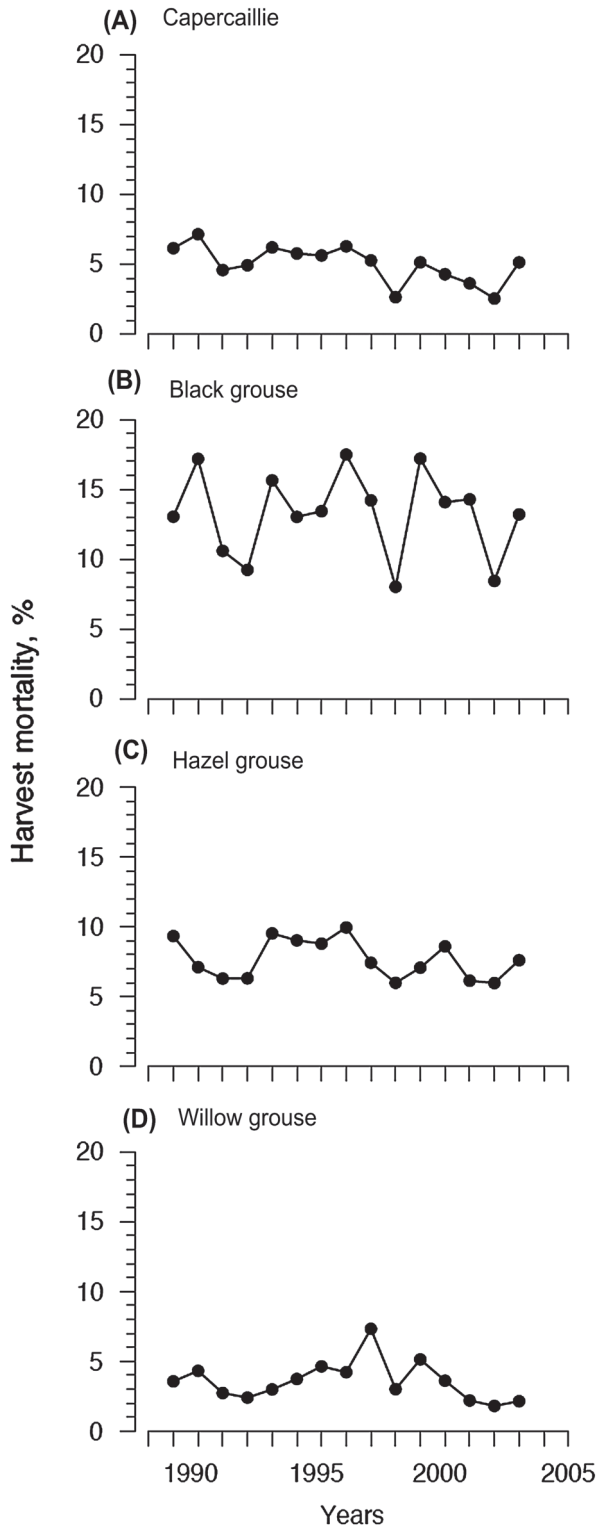 (A) Capercaillie
20
15
10
5
0
(B) Black grouse
20
15
10
5
0
Harvest mortality, %
(C) Hazel grouse
20
15
10
5
0
(D) Willow grouse
20
15
10
5
0
1990 1995 2000 2005
Years